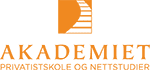 AKADEMIET
PRIVATISTSKOLE OG NETTSTUDIER